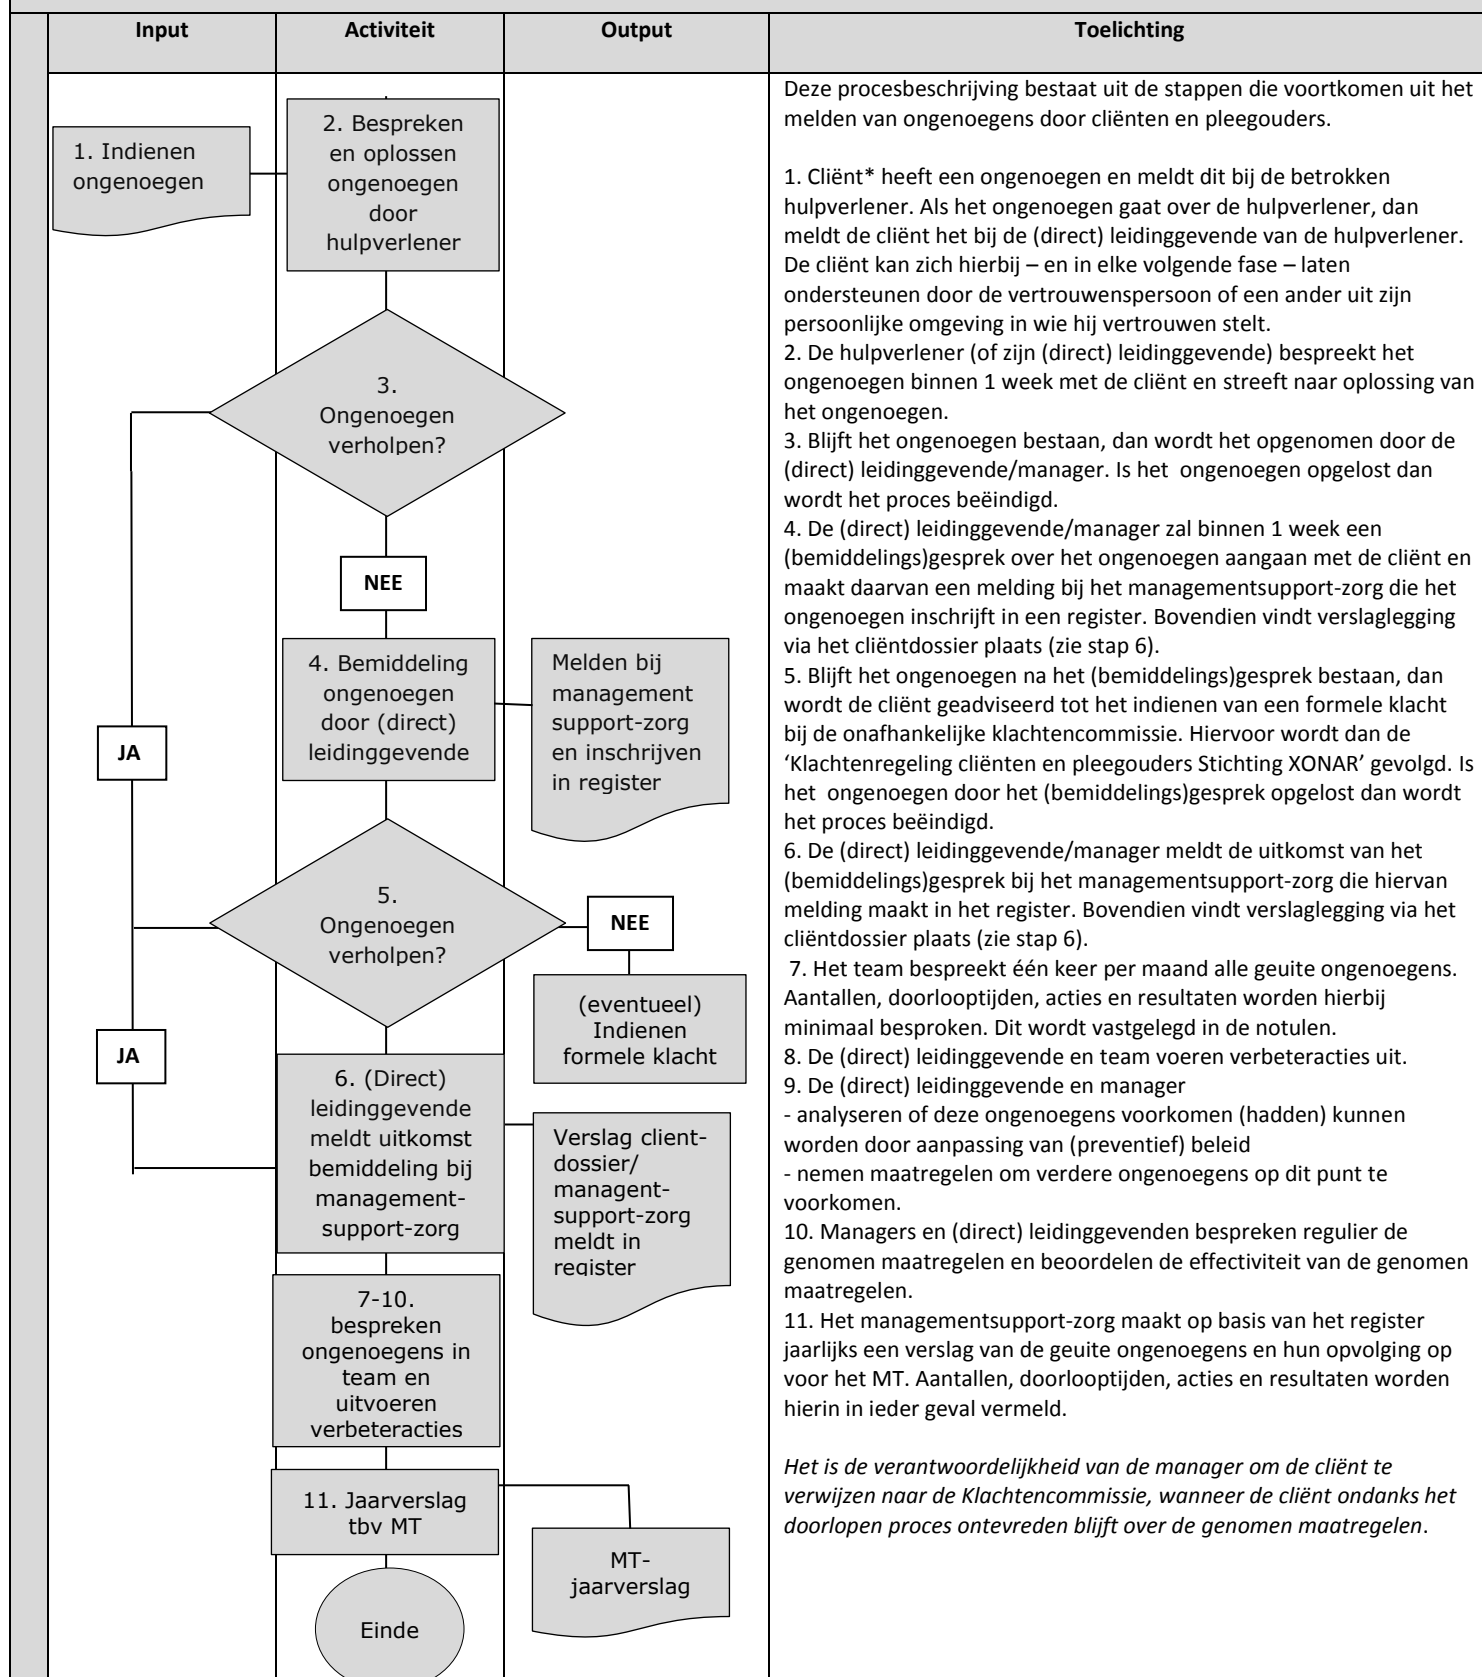 Input
Activiteit
Output
Toelichting
1. Indienen
ongenoegen
2. Bespreken
en oplossen
ongenoegen
door
hulpverlener
3.
Ongenoegen
verholpen?
NEE
4. Bemiddeling
ongenoegen
door (direct)
leidinggevende
Melden bij
management
support-zorg
en inschrijven
in register
JA
5.
Ongenoegen
verholpen?
NEE
(eventueel)
Indienen
formele klacht
JA
6. (Direct)
leidinggevende
meldt uitkomst
bemiddeling bij
management-
support-zorg
Verslag client-
dossier/
managent-
support-zorg
meldt in
register
7-10.
bespreken
ongenoegens in
team en
uitvoeren
verbeteracties
11. Jaarverslag
tbv MT
MT-
jaarverslag
Einde
Deze procesbeschrijving bestaat uit de stappen die voortkomen uit het
melden van ongenoegens door cliënten en pleegouders.
1. Cliënt* heeft een ongenoegen en meldt dit bij de betrokken
hulpverlener. Als het ongenoegen gaat over de hulpverlener, dan
meldt de cliënt het bij de (direct) leidinggevende van de hulpverlener.
De cliënt kan zich hierbij – en in elke volgende fase – laten
ondersteunen door de vertrouwenspersoon of een ander uit zijn
persoonlijke omgeving in wie hij vertrouwen stelt.
2. De hulpverlener (of zijn (direct) leidinggevende) bespreekt het
ongenoegen binnen 1 week met de cliënt en streeft naar oplossing van
het ongenoegen.
3. Blijft het ongenoegen bestaan, dan wordt het opgenomen door de
(direct) leidinggevende/manager. Is het  ongenoegen opgelost dan
wordt het proces beëindigd.
4. De (direct) leidinggevende/manager zal binnen 1 week een
(bemiddelings)gesprek over het ongenoegen aangaan met de cliënt en
maakt daarvan een melding bij het managementsupport-zorg die het
ongenoegen inschrijft in een register. Bovendien vindt verslaglegging
via het cliëntdossier plaats (zie stap 6).
5. Blijft het ongenoegen na het (bemiddelings)gesprek bestaan, dan
wordt de cliënt geadviseerd tot het indienen van een formele klacht
bij de onafhankelijke klachtencommissie. Hiervoor wordt dan de
‘Klachtenregeling cliënten en pleegouders Stichting XONAR’ gevolgd. Is
het  ongenoegen door het (bemiddelings)gesprek opgelost dan wordt
het proces beëindigd.
6. De (direct) leidinggevende/manager meldt de uitkomst van het
(bemiddelings)gesprek bij het managementsupport-zorg die hiervan
melding maakt in het register. Bovendien vindt verslaglegging via het
cliëntdossier plaats (zie stap 6).
7. Het team bespreekt één keer per maand alle geuite ongenoegens.
Aantallen, doorlooptijden, acties en resultaten worden hierbij
minimaal besproken. Dit wordt vastgelegd in de notulen.
8. De (direct) leidinggevende en team voeren verbeteracties uit.
9. De (direct) leidinggevende en manager
- analyseren of deze ongenoegens voorkomen (hadden) kunnen
worden door aanpassing van (preventief) beleid
- nemen maatregelen om verdere ongenoegens op dit punt te
voorkomen.
10. Managers en (direct) leidinggevenden bespreken regulier de
genomen maatregelen en beoordelen de effectiviteit van de genomen
maatregelen.
11. Het managementsupport-zorg maakt op basis van het register
jaarlijks een verslag van de geuite ongenoegens en hun opvolging op
voor het MT. Aantallen, doorlooptijden, acties en resultaten worden
hierin in ieder geval vermeld.
Het is de verantwoordelijkheid van de manager om de cliënt te
verwijzen naar de Klachtencommissie, wanneer de cliënt ondanks het
doorlopen proces ontevreden blijft over de genomen maatregelen.